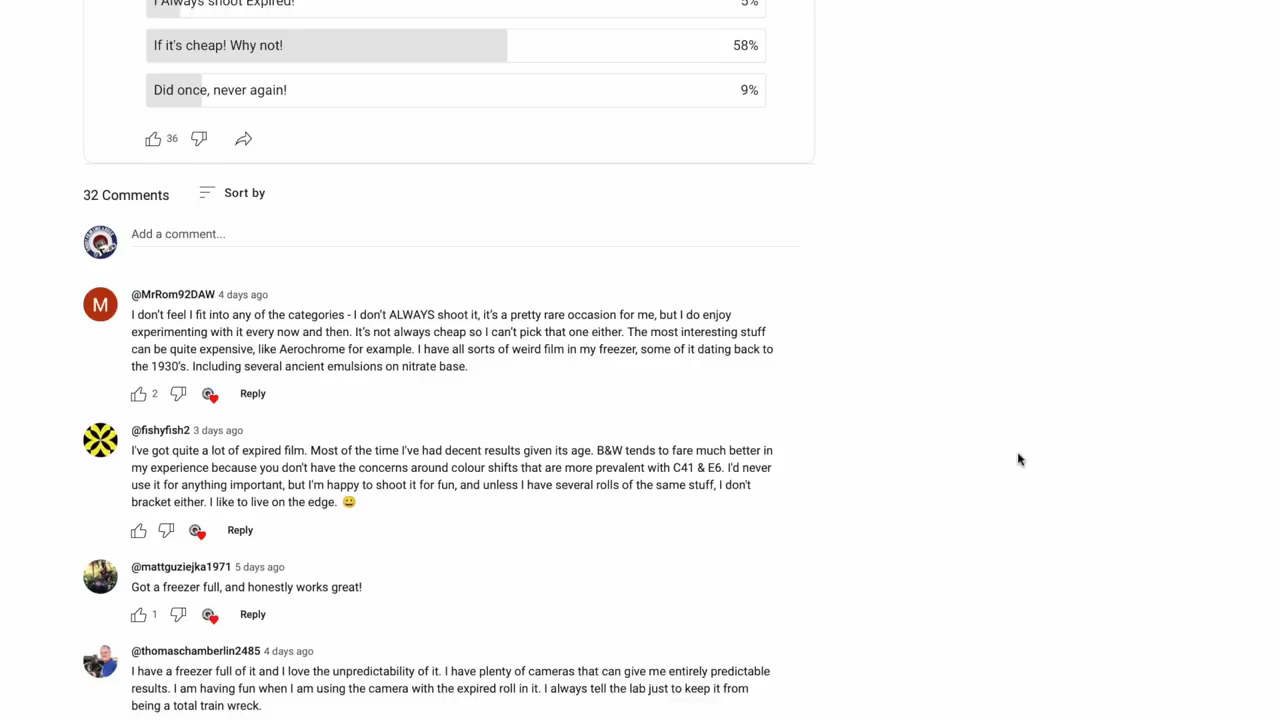 I Always shoot Expired!
5%
If it's cheap! Why not!
58%
Did once, never again!
9%
36
32 Comments
Sort by
Add a comment...
M
@MrRom92DAW 4 days ago
I don’t feel I fit into any of the categories - I don’t ALWAYS shoot it, it’s a pretty rare occasion for me, but I do enjoy
experimenting with it every now and then. It’s not always cheap so I can’t pick that one either. The most interesting stuff
can be quite expensive, like Aerochrome for example. I have all sorts of weird film in my freezer, some of it dating back to
the 1930’s. Including several ancient emulsions on nitrate base.
2
Reply
@fishyfish2 3 days ago
I've got quite a lot of expired film. Most of the time I've had decent results given its age. B&W tends to fare much better in
my experience because you don't have the concerns around colour shifts that are more prevalent with C41 & E6. I'd never
use it for anything important, but I'm happy to shoot it for fun, and unless I have several rolls of the same stuff, I don't
bracket either. I like to live on the edge. 😀
Reply
@mattguziejka1971 5 days ago
Got a freezer full, and honestly works great!
1
Reply
@thomaschamberlin2485 4 days ago
I have a freezer full of it and I love the unpredictability of it. I have plenty of cameras that can give me entirely predictable
results. I am having fun when I am using the camera with the expired roll in it. I always tell the lab just to keep it from
being a total train wreck.